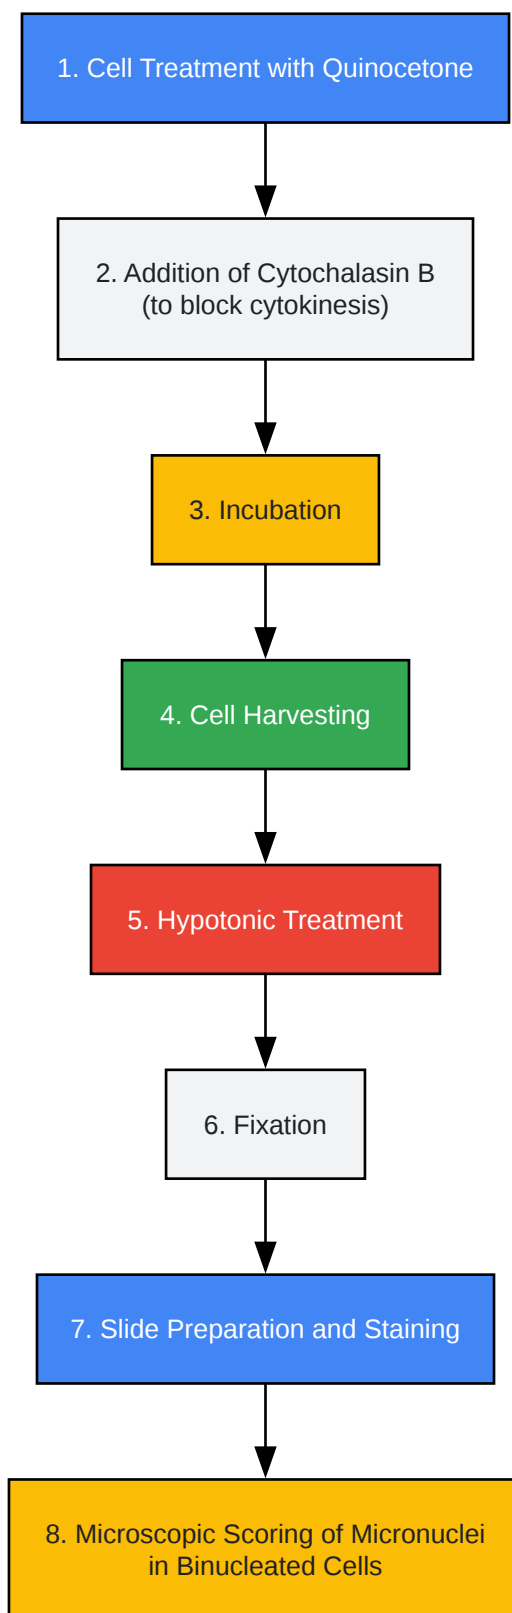 1. Cell Treatment with Quinocetone
2. Addition of Cytochalasin B
(to block cytokinesis)
3. Incubation
4. Cell Harvesting
5. Hypotonic Treatment
6. Fixation
7. Slide Preparation and Staining
8. Microscopic Scoring of Micronuclei
in Binucleated Cells